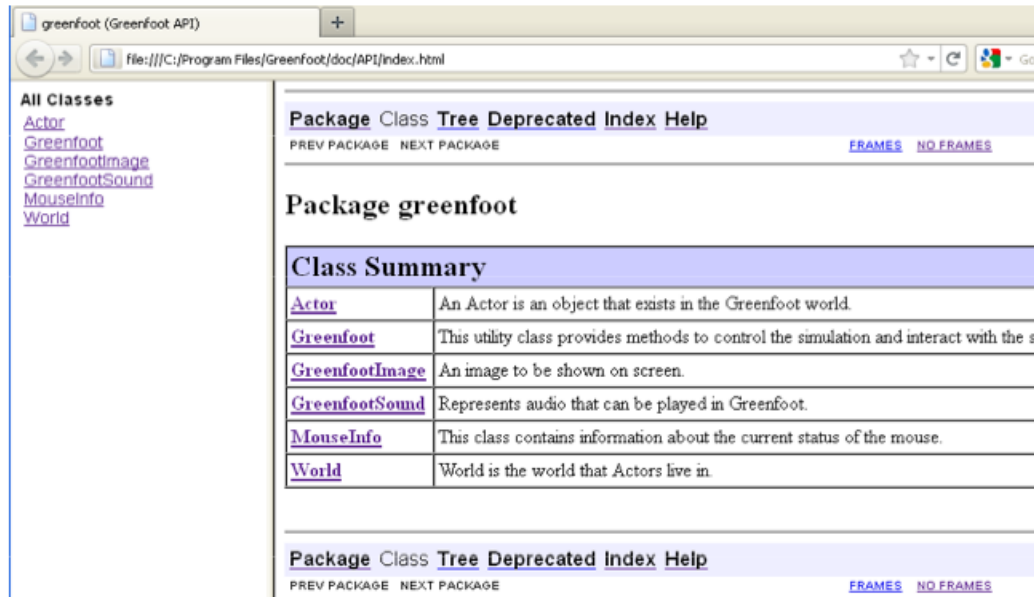 greenfoot (Greenfoot API)
+
file:///C:/Program Files/Greenfoot/doc/API/index.html
All Classes
Actor
Greenfoot
GreenfootImage
GreenfootSound
MouseInfo
World
Package Class Tree Deprecated Index Help
PREV PACKAGE NEXT PACKAGE FRAMES NO FRAMES
Package greenfoot
Class Summary
Actor An Actor is an object that exists in the Greenfoot world.
Greenfoot This utility class provides methods to control the simulation and interact with the s
GreenfootImage An image to be shown on screen.
GreenfootSound Represents audio that can be played in Greenfoot.
MouseInfo This class contains information about the current status of the mouse.
World World is the world that Actors live in.
Package Class Tree Deprecated Index Help
PREV PACKAGE NEXT PACKAGE FRAMES NO FRAMES